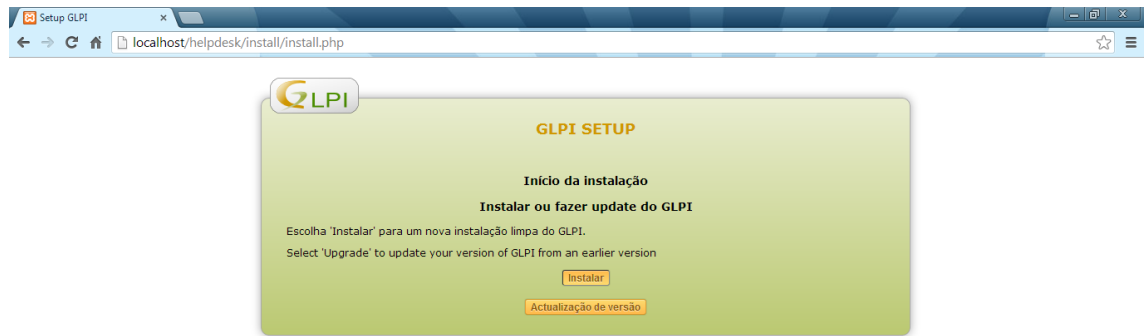 Setup GLPI
localhost/helpdesk/install/install.php
GLPI
GLPI SETUP
Início da instalação
Instalar ou fazer update do GLPI
Escolha 'Instalar' para um nova instalação limpa do GLPI.
Select 'Upgrade' to update your version of GLPI from an earlier version
Instalar
Actualização de versão